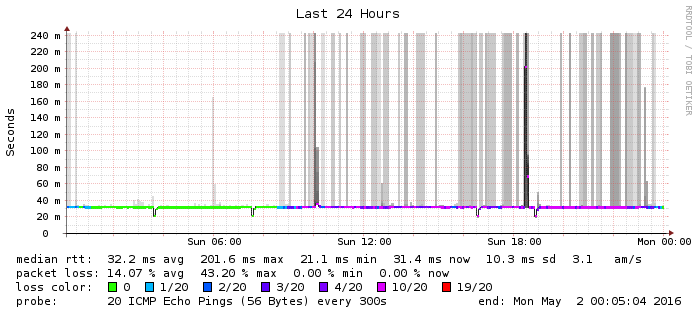 Last 24 Hours
RRDTOOL / TOBI OETIKER
Seconds
240 m
220 m
200 m
180 m
160 m
140 m
120 m
100 m
80 m
60 m
40 m
20 m
0
Sun 06:00 Sun 12:00 Sun 18:00 Mon 00:00
median rtt: 32.2 ms avg 201.6 ms max 21.1 ms min 31.4 ms now 10.3 ms sd 3.1 am/s
packet loss: 14.07 % avg 43.20 % max 0.00 % min 0.00 % now
loss color: 0 1/20 2/20 3/20 4/20 10/20 19/20
probe: 20 ICMP Echo Pings (56 Bytes) every 300s end: Mon May 2 00:05:04 2016